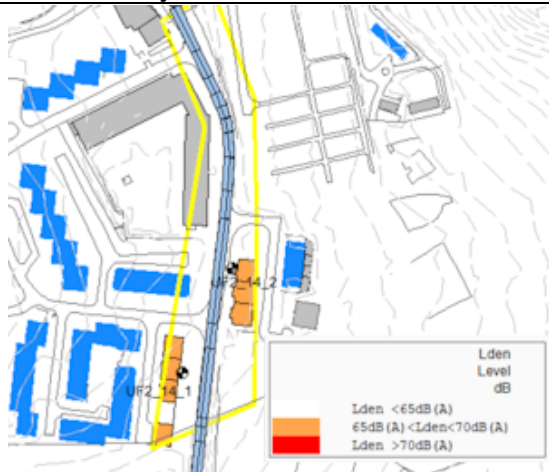 UF2_14_2
UF2_14_1
Lden
Level
dB
Lden <65dB(A)
65dB(A)<Lden<70dB(A)
Lden >70dB(A)